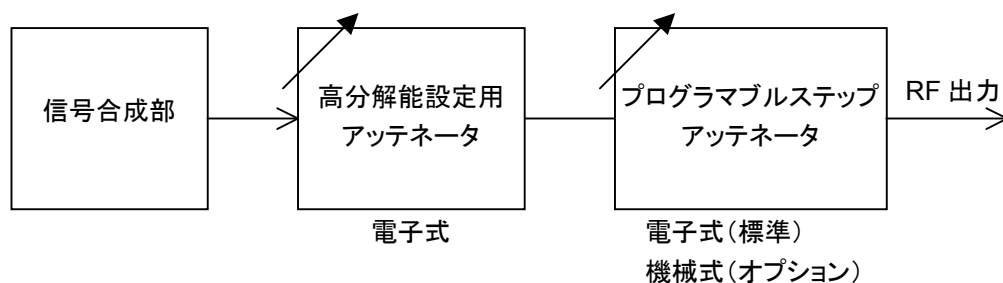 信号合成部
高分解能設定用
アッテネータ
プログラマブルステップ
アッテネータ
RF 出力
電子式
電子式(標準)
機械式(オプション)